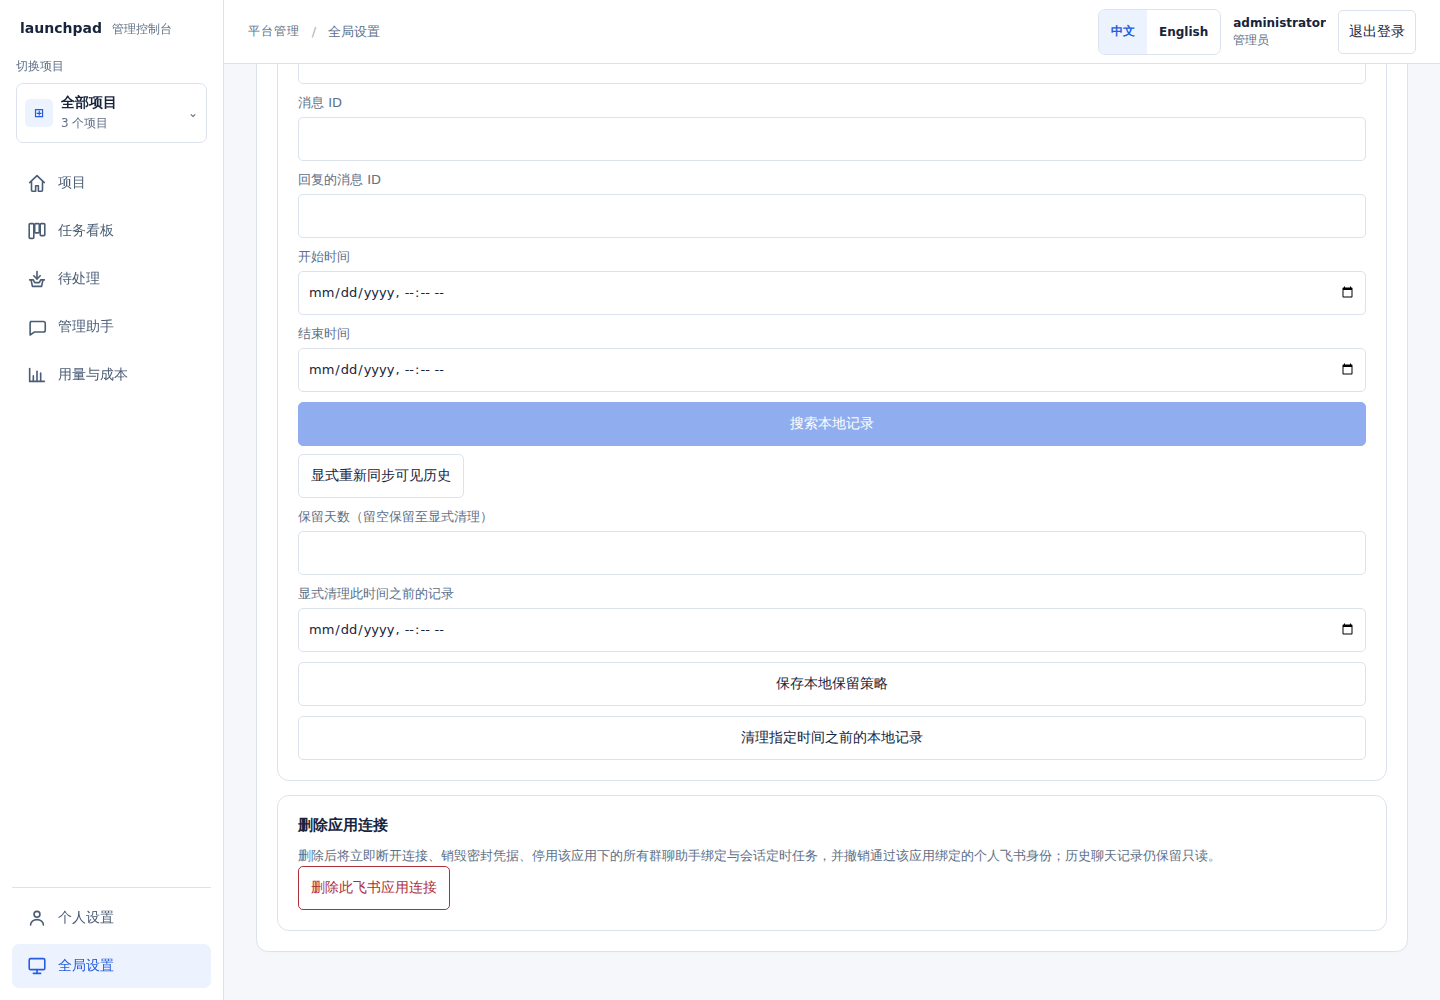 launchpad 管理控制台
切换项目
全部项目
3 个项目
项目
任务看板
待处理
管理助手
用量与成本
个人设置
全局设置
平台管理 / 全局设置
中文 English
administrator
管理员
退出登录
消息 ID
回复的消息 ID
开始时间
mm/dd/yyyy, --:-- --
结束时间
mm/dd/yyyy, --:-- --
搜索本地记录
显式重新同步可见历史
保留天数（留空保留至显式清理）
显式清理此时间之前的记录
mm/dd/yyyy, --:-- --
保存本地保留策略
清理指定时间之前的本地记录
删除应用连接
删除后将立即断开连接、销毁密封凭据、停用该应用下的所有群聊助手绑定与会话定时任务，并撤销通过该应用绑定的个人飞书身份；历史聊天记录仍保留只读。
删除此飞书应用连接